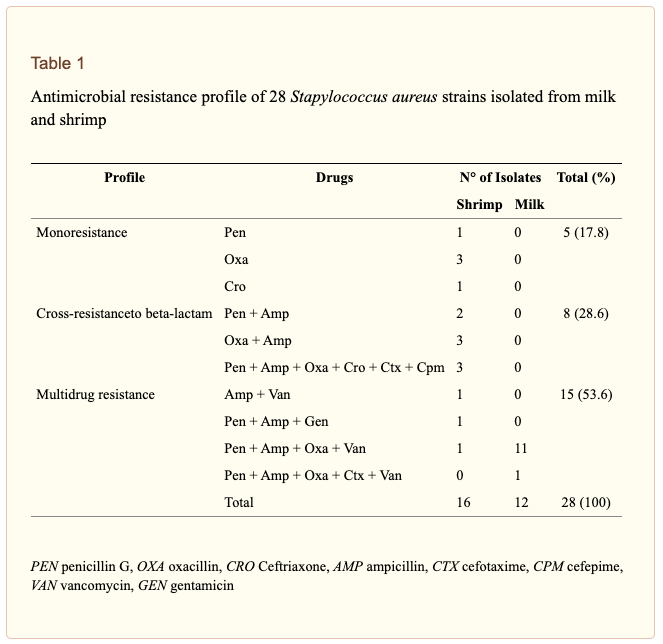 Table 1
Antimicrobial resistance profile of 28 Stapylococcus aureus strains isolated from milk
and shrimp
Profile Drugs N° of Isolates Total (%)
Shrimp Milk
Monoresistance Pen 1 0 5 (17.8)
Oxa 3 0
Cro 1 0
Cross-resistanceto beta-lactam Pen + Amp 2 0 8 (28.6)
Oxa + Amp 3 0
Pen + Amp + Oxa + Cro + Ctx + Cpm 3 0
Multidrug resistance Amp + Van 1 0 15 (53.6)
Pen + Amp + Gen 1 0
Pen + Amp + Oxa + Van 1 11
Pen + Amp + Oxa + Ctx + Van 0 1
Total 16 12 28 (100)
PEN penicillin G, OXA oxacillin, CRO Ceftriaxone, AMP ampicillin, CTX cefotaxime, CPM cefepime,
VAN vancomycin, GEN gentamicin